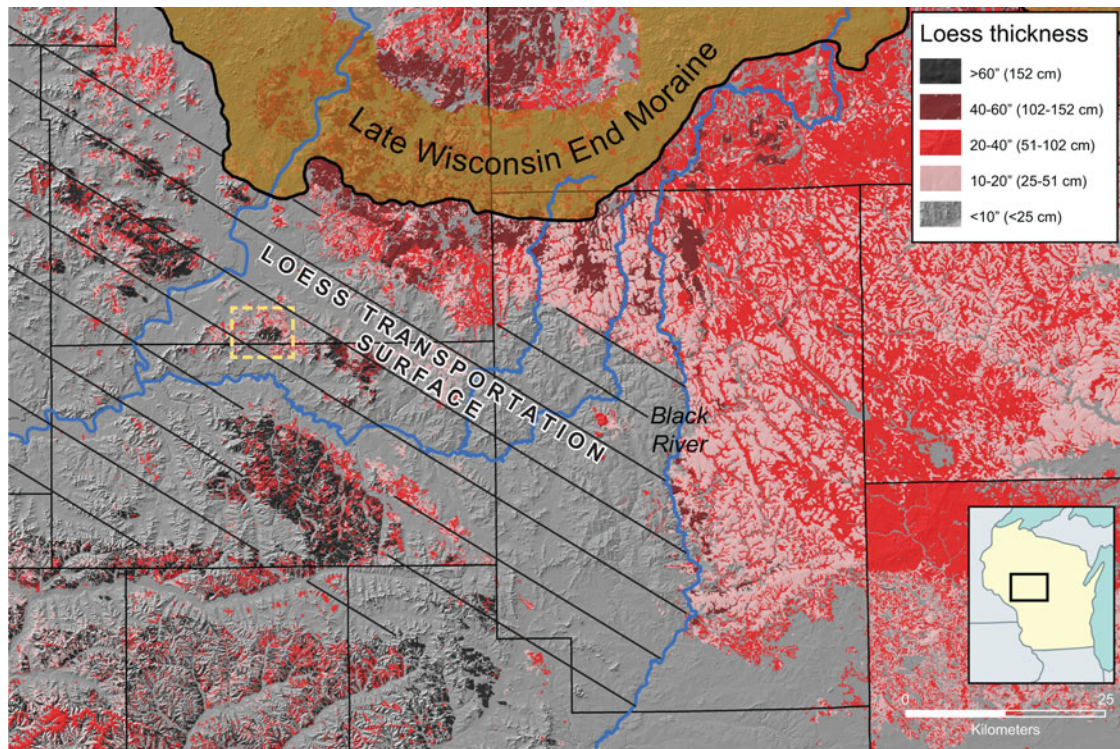 Loess thickness
>60" (152 cm)
40-60" (102-152 cm)
20-40" (51-102 cm)
10-20" (25-51 cm)
<10" (<25 cm)
Late Wisconsin End Moraine
LOESS TRANSPORTATION
SURFACE
Black
River
0 25
Kilometers